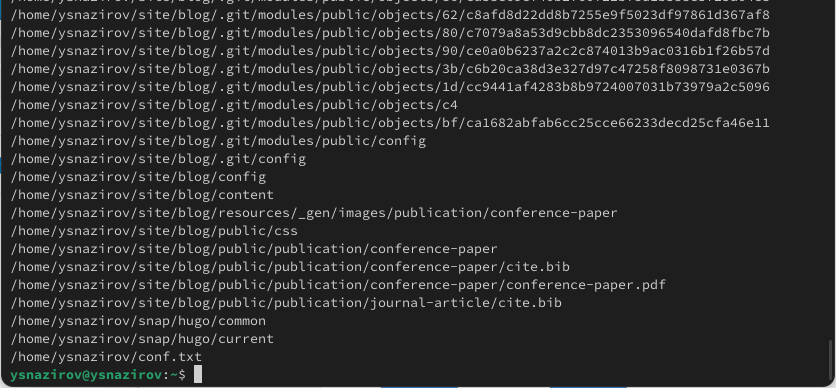 /home/ysnazirov/site/blog/.git/modules/public/objects/62/c8afd8d22dd8b7255e9f5023df97861d367af8
/home/ysnazirov/site/blog/.git/modules/public/objects/80/c7079a8a53d9cbb8dc2353096540dafd8fbc7b
/home/ysnazirov/site/blog/.git/modules/public/objects/90/ce0a0b6237a2c2c874013b9ac0316b1f26b57d
/home/ysnazirov/site/blog/.git/modules/public/objects/3b/c6b20ca38d3e327d97c47258f8098731e0367b
/home/ysnazirov/site/blog/.git/modules/public/objects/1d/cc9441af4283b8b9724007031b73979a2c5096
/home/ysnazirov/site/blog/.git/modules/public/objects/c4
/home/ysnazirov/site/blog/.git/modules/public/objects/bf/ca1682abfab6cc25cce66233decd25cfa46e11
/home/ysnazirov/site/blog/.git/modules/public/config
/home/ysnazirov/site/blog/.git/config
/home/ysnazirov/site/blog/config
/home/ysnazirov/site/blog/content
/home/ysnazirov/site/blog/resources/_gen/images/publication/conference-paper
/home/ysnazirov/site/blog/public/css
/home/ysnazirov/site/blog/public/publication/conference-paper
/home/ysnazirov/site/blog/public/publication/conference-paper/cite.bib
/home/ysnazirov/site/blog/public/publication/conference-paper/conference-paper.pdf
/home/ysnazirov/site/blog/public/publication/journal-article/cite.bib
/home/ysnazirov/snap/hugo/common
/home/ysnazirov/snap/hugo/current
/home/ysnazirov/conf.txt
ysnazirov@ysnazirov:~$